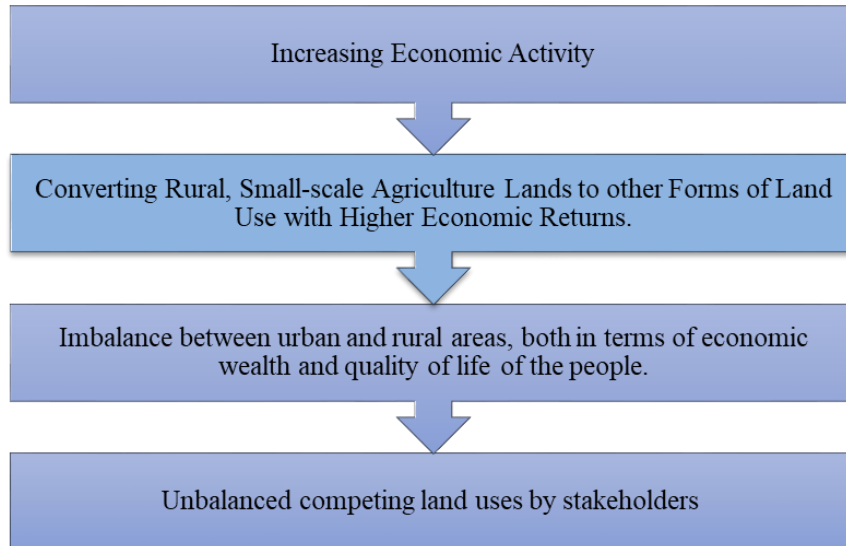 Increasing Economic Activity
Converting Rural, Small-scale Agriculture Lands to other Forms of Land
Use with Higher Economic Returns.
Imbalance between urban and rural areas, both in terms of economic
wealth and quality of life of the people.
Unbalanced competing land uses by stakeholders